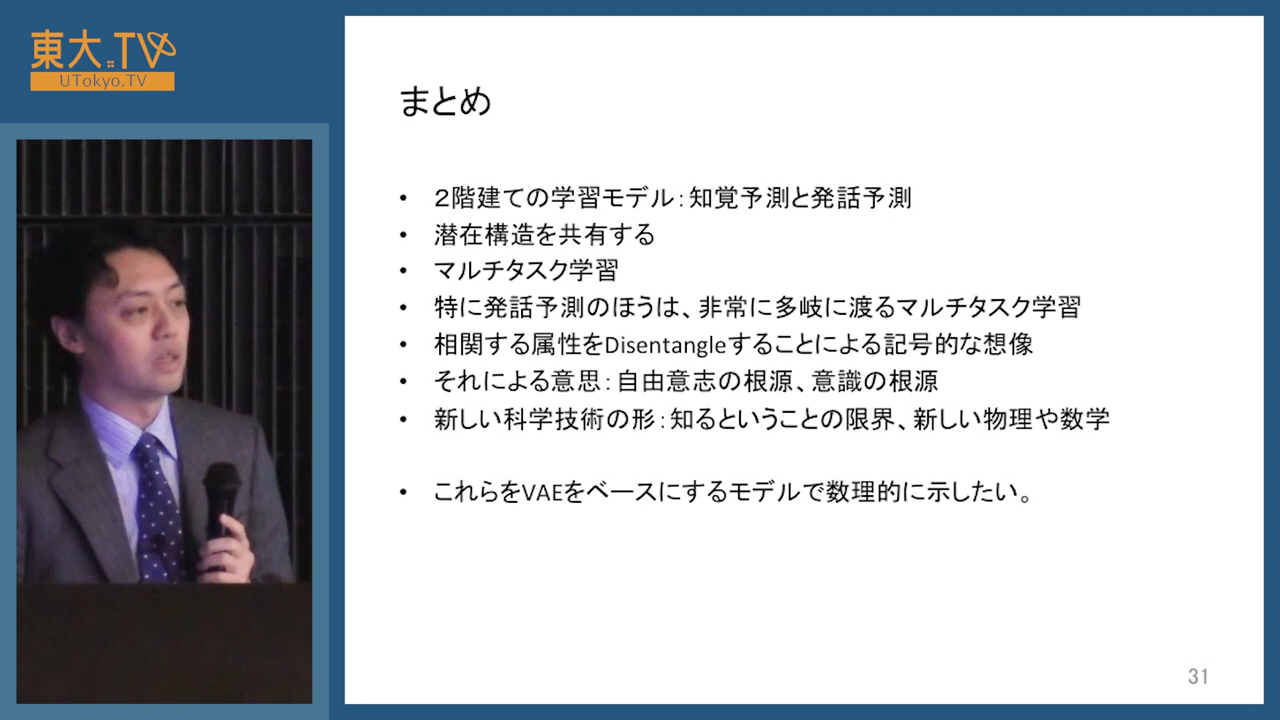 東大.TV
UTokyo.TV
まとめ
• 2階建ての学習モデル：知覚予測と発話予測
• 潜在構造を共有する
• マルチタスク学習
• 特に発話予測のほうは、非常に多岐に渡るマルチタスク学習
• 相関する属性をDisentangleすることによる記号的な想像
• それによる意思：自由意志の根源、意識の根源
• 新しい科学技術の形：知るということの限界、新しい物理や数学
• これらをVAEをベースにするモデルで数理的に示したい。
31